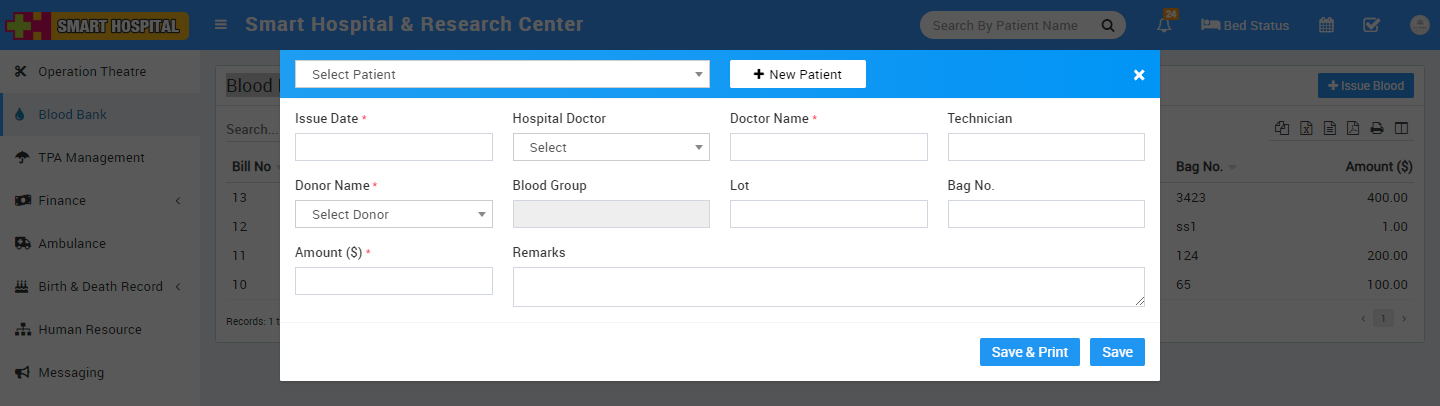 SMART HOSPITAL
Smart Hospital & Research Center
Search By Patient Name
24
Bed Status
Operation Theatre
Blood Bank
TPA Management
Finance
Ambulance
Birth & Death Record
Human Resource
Messaging
Select Patient
+ New Patient
×
Issue Date *
Hospital Doctor
Doctor Name *
Technician
Select
Donor Name *
Blood Group
Lot
Bag No.
Select Donor
Amount ($) *
Remarks
Save & Print
Save
Blood
+ Issue Blood
Search...
Bill No
Bag No.
Amount ($)
13
3423
400.00
12
ss1
1.00
11
124
200.00
10
65
100.00
Records: 1
1